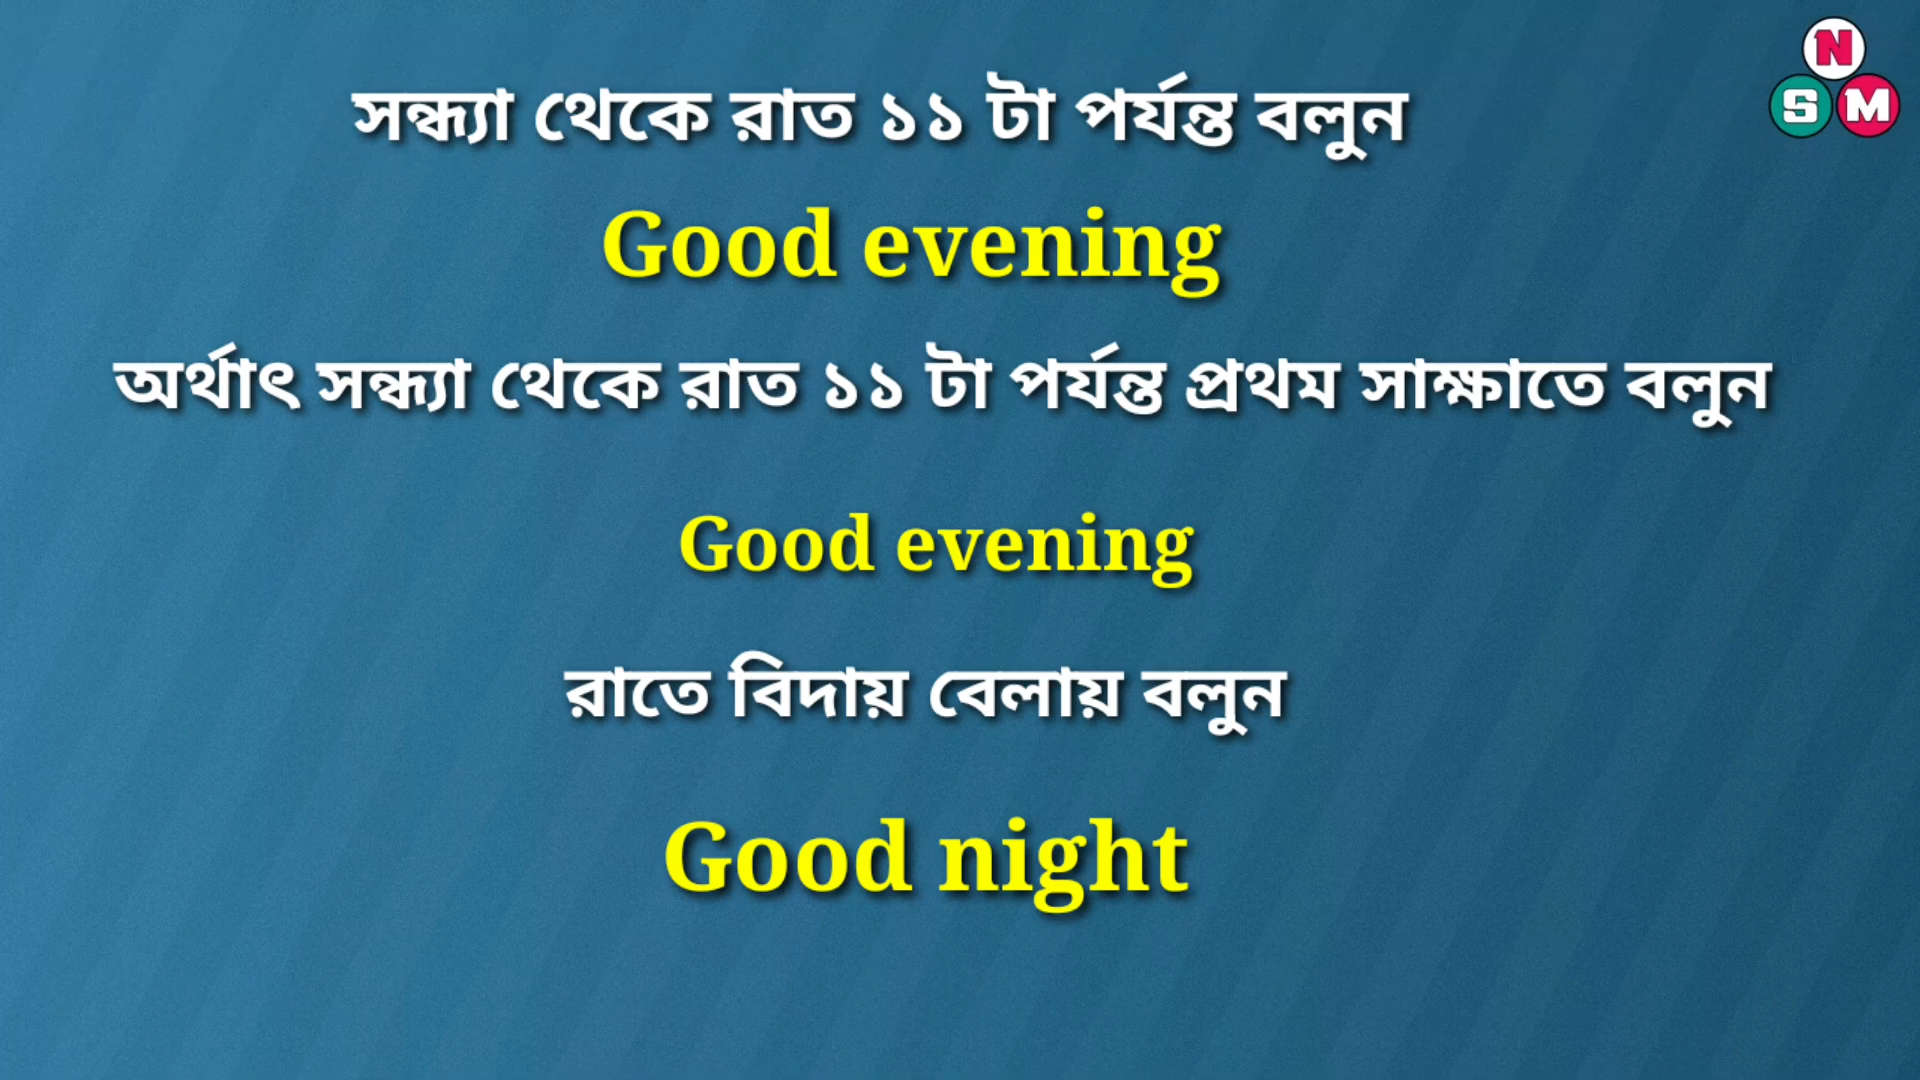 সন্ধ্যা থেকে রাত ১১ টা পর্যন্ত বলুন
Good evening
অর্থাৎ সন্ধ্যা থেকে রাত ১১ টা পর্যন্ত প্রথম সাক্ষাতে বলুন
Good evening
রাতে বিদায় বেলায় বলুন
Good night
N
S M